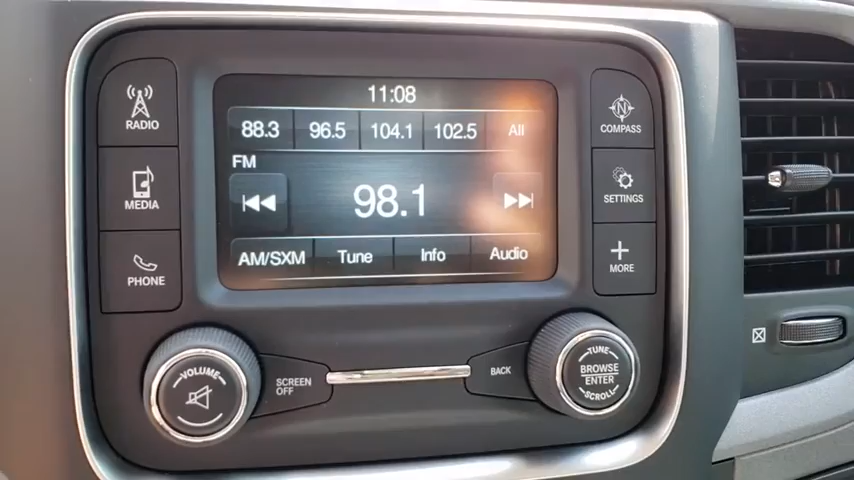 11:08
RADIO
88.3 96.5 104.1 102.5 All
COMPASS
FM
MEDIA
98.1
SETTINGS
PHONE
AM/SXM Tune Info Audio
MORE
VOLUME
SCREEN
OFF
BACK
TUNE
BROWSE
ENTER
SCROLL